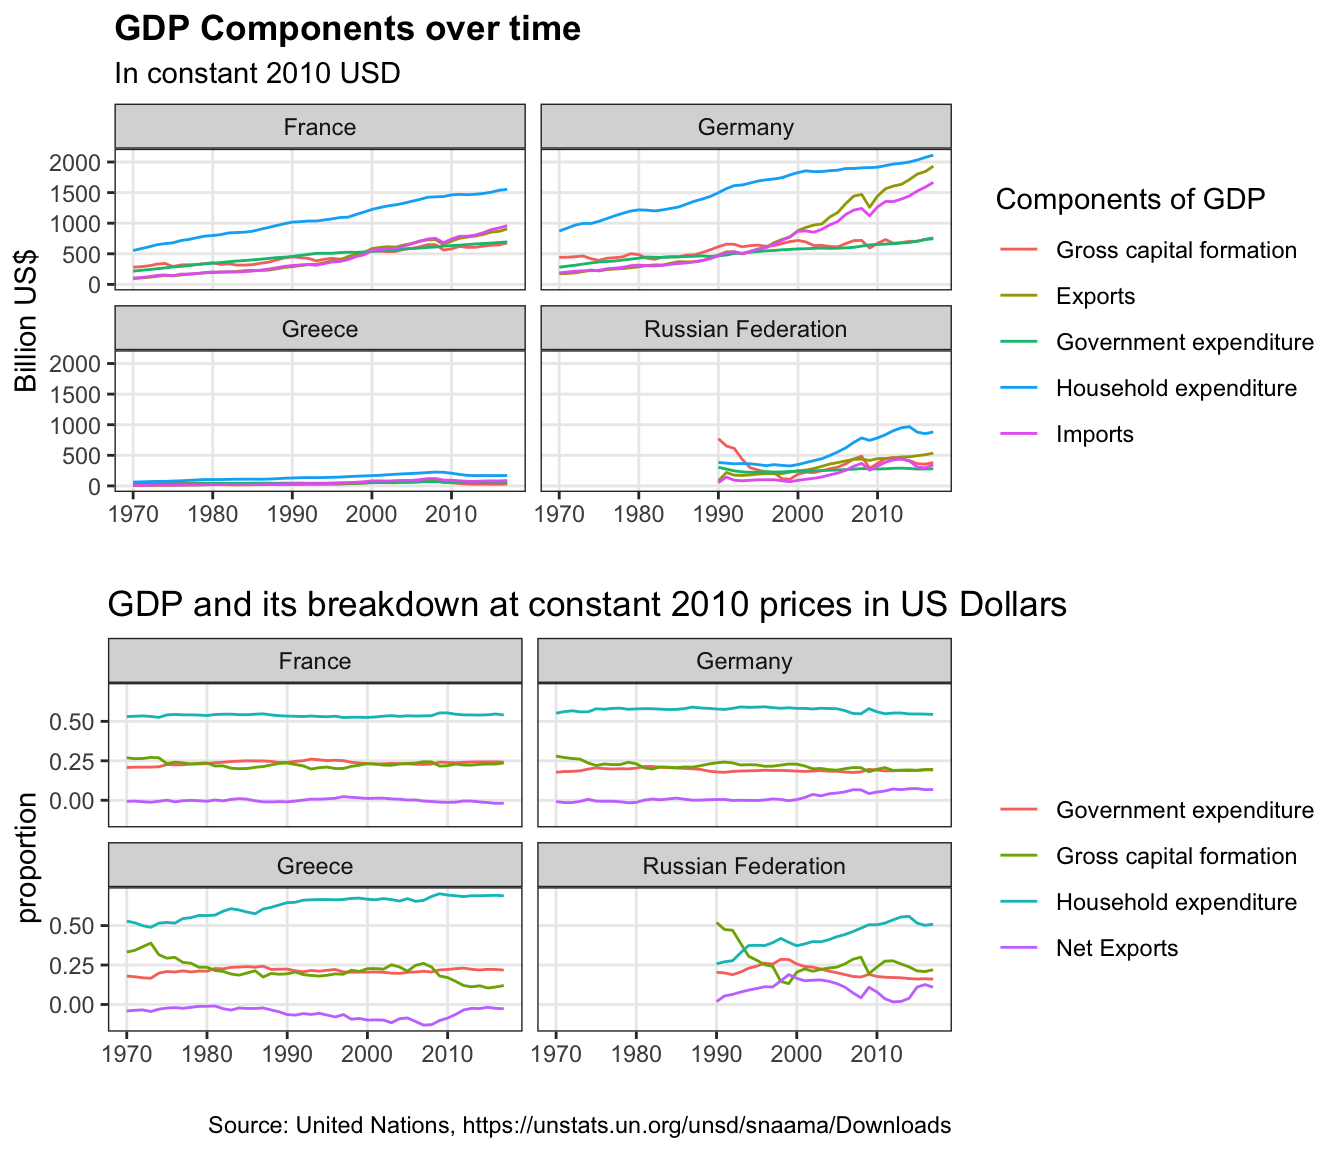 GDP Components over time
In constant 2010 USD
France
Germany
2000
1500
1000
500
0
Greece
Russian Federation
2000
1500
1000
500
0
1970 1980 1990 2000 2010
1970 1980 1990 2000 2010
Billion US$
Components of GDP
Gross capital formation
Exports
Government expenditure
Household expenditure
Imports
GDP and its breakdown at constant 2010 prices in US Dollars
France
Germany
0.50
0.25
0.00
Greece
Russian Federation
0.50
0.25
0.00
1970 1980 1990 2000 2010
1970 1980 1990 2000 2010
proportion
Government expenditure
Gross capital formation
Household expenditure
Net Exports
Source: United Nations, https://unstats.un.org/unsd/snaama/Downloads